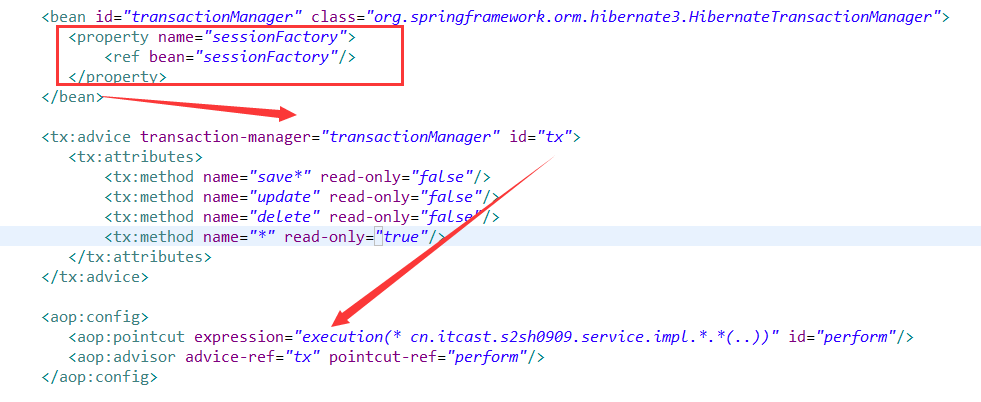 <bean id="transactionManager" class="org.springframework.orm.hibernate3.HibernateTransactionManager">
<property name="sessionFactory">
<ref bean="sessionFactory"/>
</property>
</bean>
<tx:advice transaction-manager="transactionManager" id="tx">
<tx:attributes>
<tx:method name="save*" read-only="false"/>
<tx:method name="update" read-only="false"/>
<tx:method name="delete" read-only="false"/>
<tx:method name="*" read-only="true"/>
</tx:attributes>
</tx:advice>
<aop:config>
<aop:pointcut expression="execution(* cn.itcast.s2sh0909.service.impl.*.*(..))" id="perform"/>
<aop:advisor advice-ref="tx" pointcut-ref="perform"/>
</aop:config>